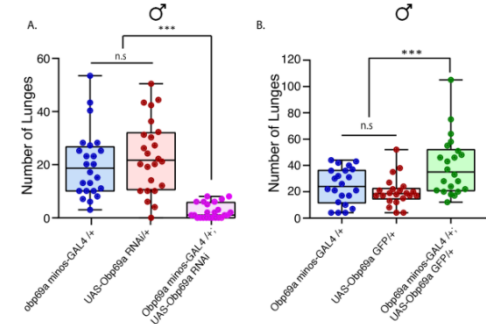 ♂
A.
***
n.s
Number of Lunges
60
40
20
0
obp69a minos-GAL4 /+
UAS-Obp69a RNAi/+
Obp69a minos-GAL4 /+;
UAS-Obp69a RNAi
♂
B.
***
n.s
Number of Lunges
120
100
80
60
40
20
0
Obp69a minos-GAL4 /+
UAS-Obp69a GFP/+
Obp69a minos-GAL4 /+;
UAS-Obp69a GFP/+